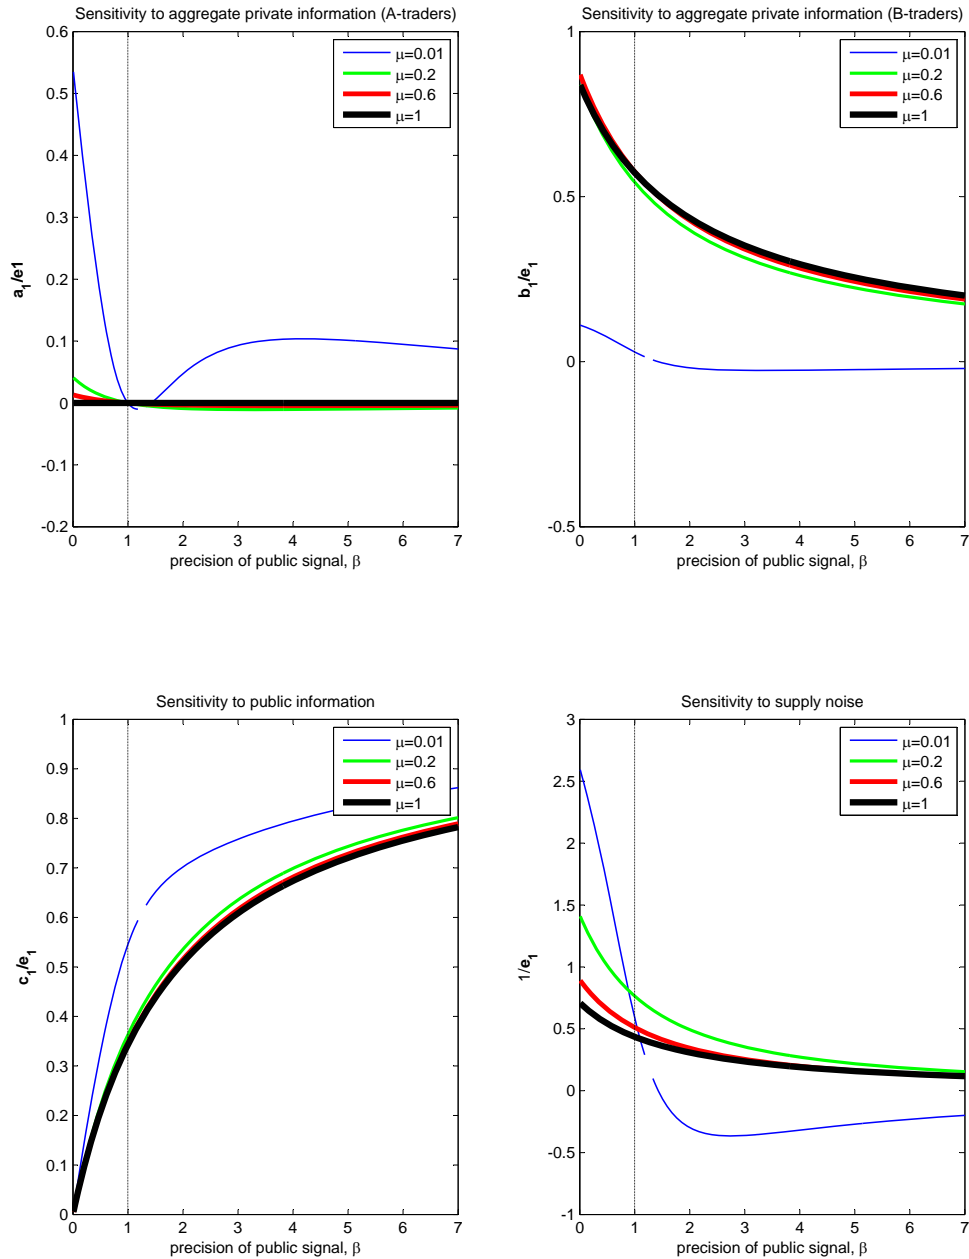 Sensitivity to aggregate private information (A-traders)
0.6
0.5
0.4
0.3
0.2
0.1
0
-0.1
-0.2
a1/e1
μ=0.01
μ=0.2
μ=0.6
μ=1
0 1 2 3 4 5 6 7
precision of public signal, β
Sensitivity to aggregate private information (B-traders)
1
0.5
0
-0.5
b1/e1
μ=0.01
μ=0.2
μ=0.6
μ=1
0 1 2 3 4 5 6 7
precision of public signal, β
Sensitivity to public information
1
0.9
0.8
0.7
0.6
0.5
0.4
0.3
0.2
0.1
0
c1/e1
μ=0.01
μ=0.2
μ=0.6
μ=1
0 1 2 3 4 5 6 7
precision of public signal, β
Sensitivity to supply noise
3
2.5
2
1.5
1
0.5
0
-0.5
-1
1/e1
μ=0.01
μ=0.2
μ=0.6
μ=1
0 1 2 3 4 5 6 7
precision of public signal, β